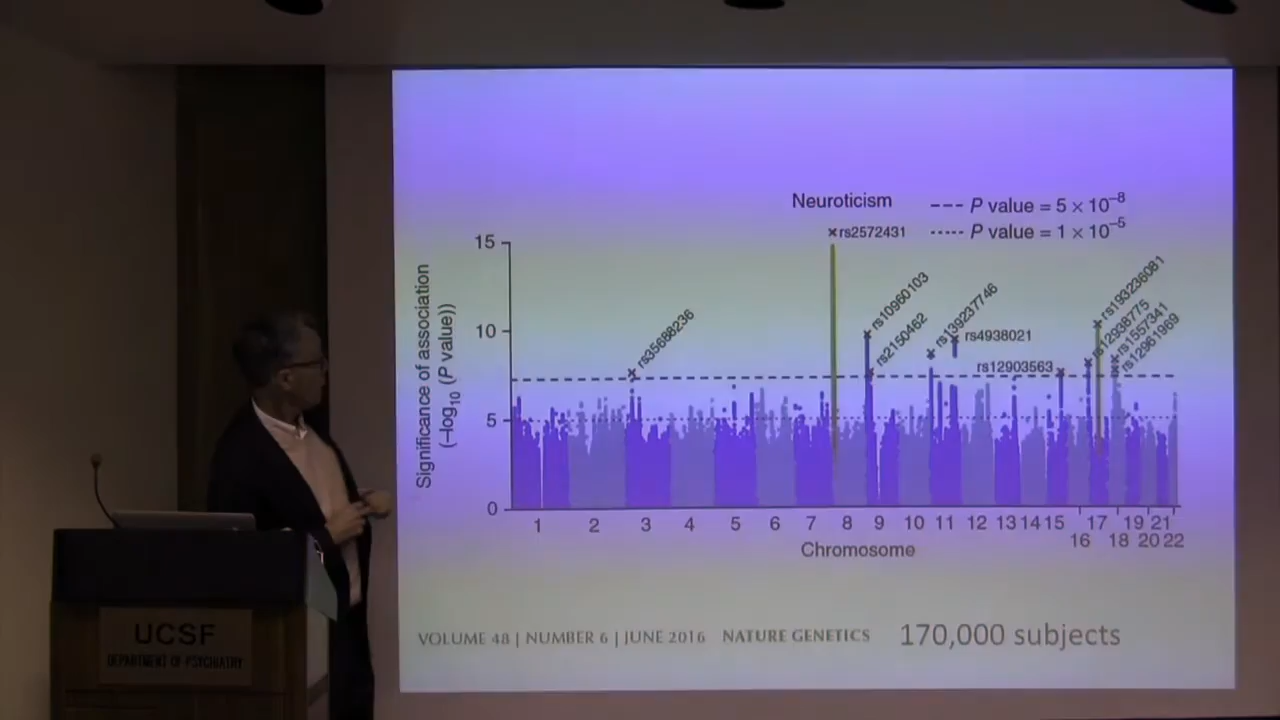 Neuroticism
P value = 5 × 10–8
P value = 1 × 10–5
rs2572431
rs10960103
rs2150462
rs139237746
rs4938021
rs12903563
rs12938775
rs193236081
rs1557341
rs12961969
rs35688236
Significance of association
(–log10 (P value))
15
10
5
0
1 2 3 4 5 6 7 8 9 10 11 12 13 14 15 17 19 21
16 18 20 22
Chromosome
VOLUME 48 | NUMBER 6 | JUNE 2016 NATURE GENETICS 170,000 subjects
UCSF
DEPARTMENT OF PSYCHIATRY